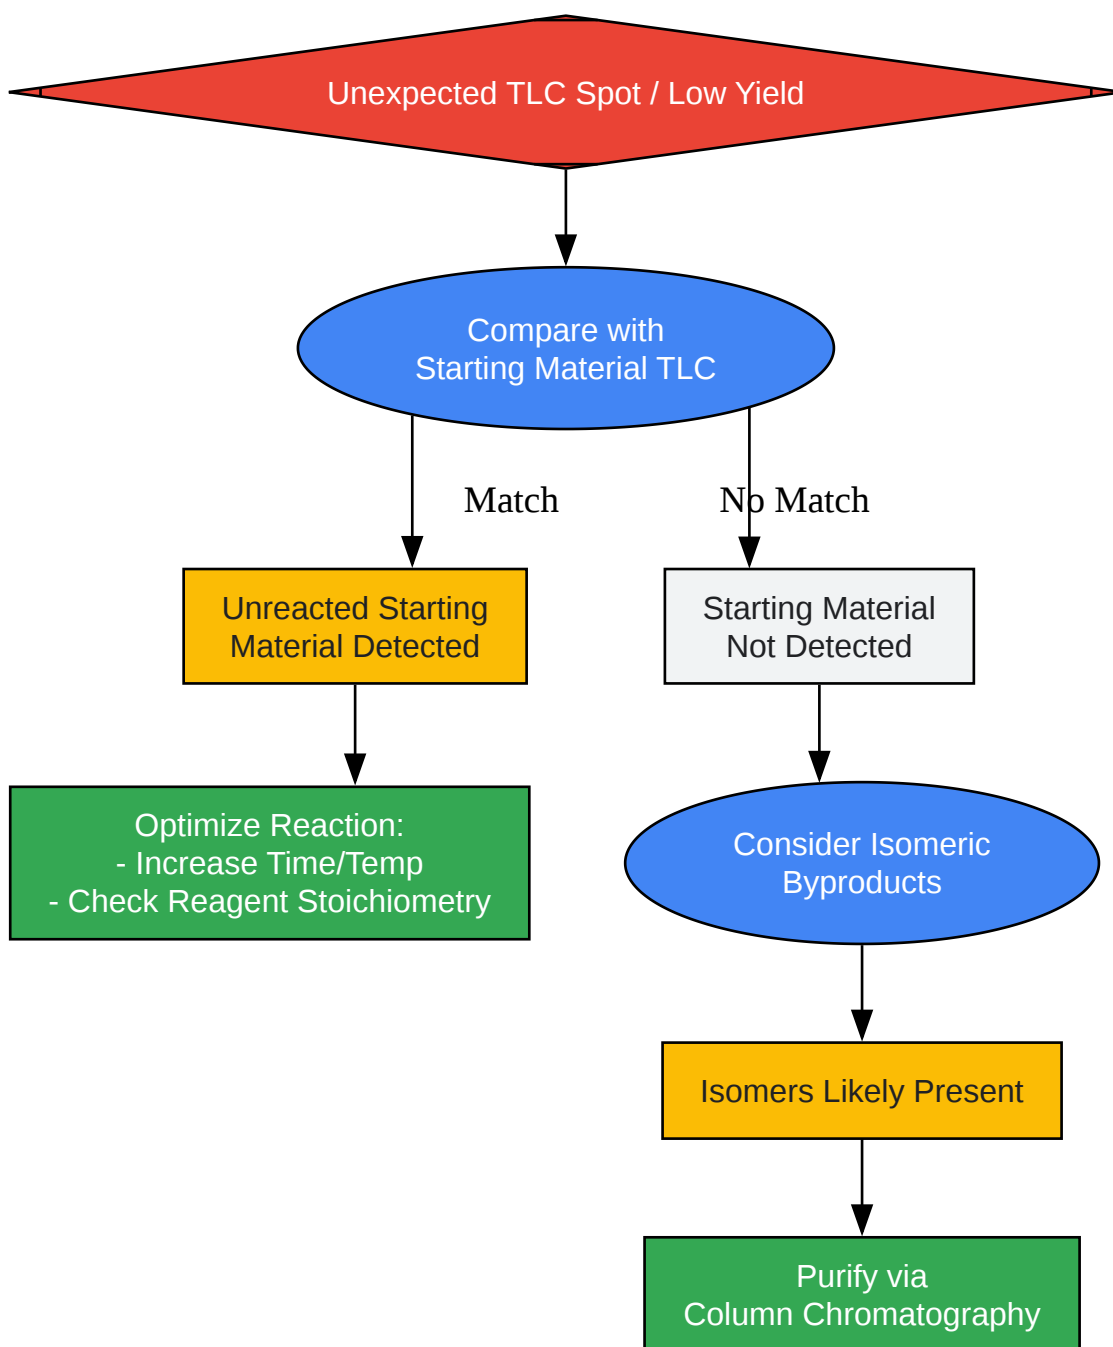 Unexpected TLC Spot / Low Yield
Compare with
Starting Material TLC
Match
No Match
Unreacted Starting
Material Detected
Starting Material
Not Detected
Optimize Reaction:
- Increase Time/Temp
- Check Reagent Stoichiometry
Consider Isomeric
Byproducts
Isomers Likely Present
Purify via
Column Chromatography